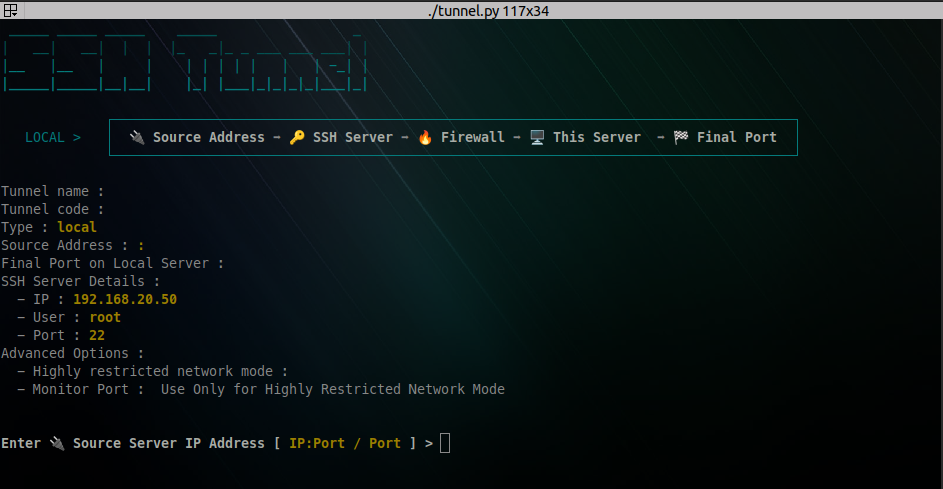 ./tunnel.py 117x34
SSH Tunnel
LOCAL > 🔌 Source Address → 🔑 SSH Server → 🔥 Firewall → 🖥️ This Server → 🏁 Final Port
Tunnel name :
Tunnel code :
Type : local
Source Address : :
Final Port on Local Server :
SSH Server Details :
- IP : 192.168.20.50
- User : root
- Port : 22
Advanced Options :
- Highly restricted network mode :
- Monitor Port : Use Only for Highly Restricted Network Mode
Enter 🔌 Source Server IP Address [ IP:Port / Port ] >